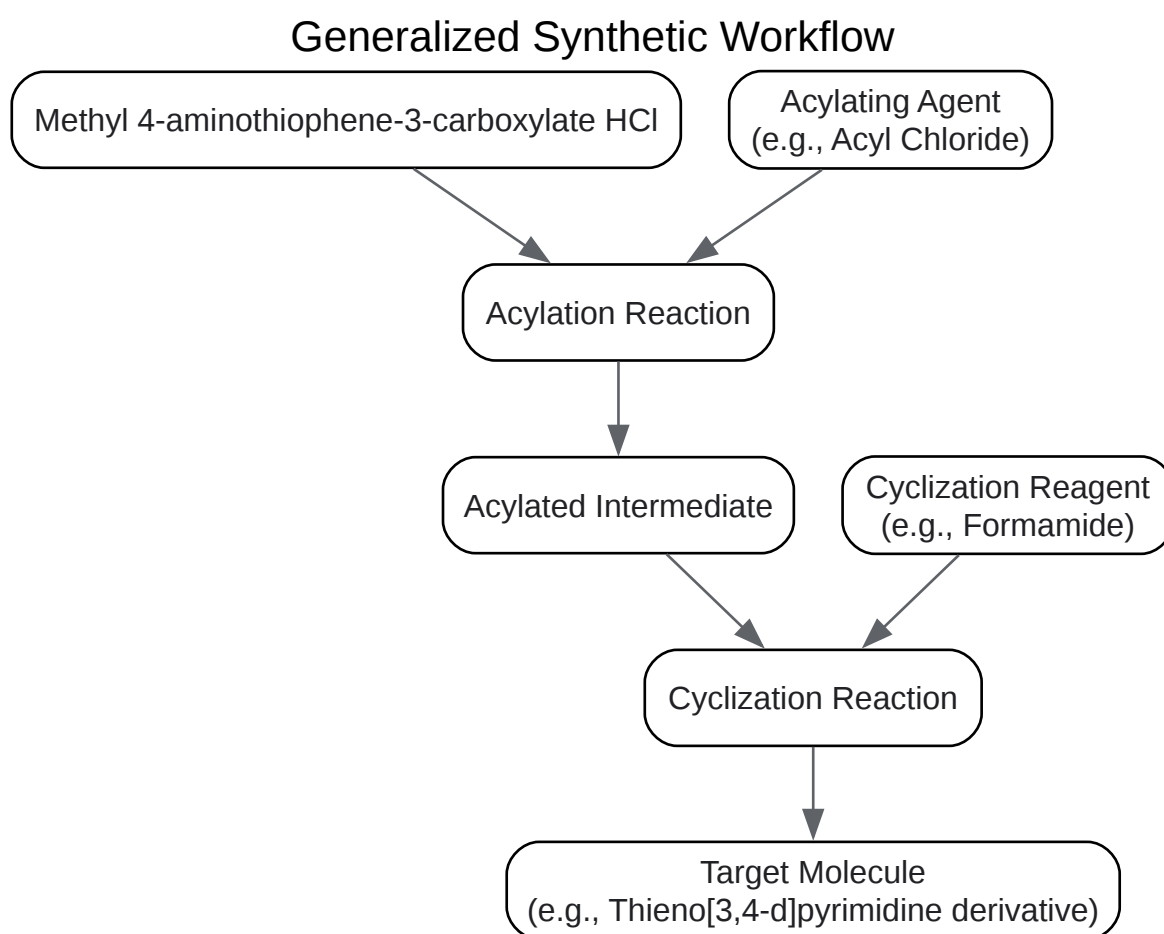 Generalized Synthetic Workflow
Methyl 4-aminothiophene-3-carboxylate HCl
Acylating Agent
(e.g., Acyl Chloride)
Acylation Reaction
Acylated Intermediate
Cyclization Reagent
(e.g., Formamide)
Cyclization Reaction
Target Molecule
(e.g., Thieno[3,4-d]pyrimidine derivative)